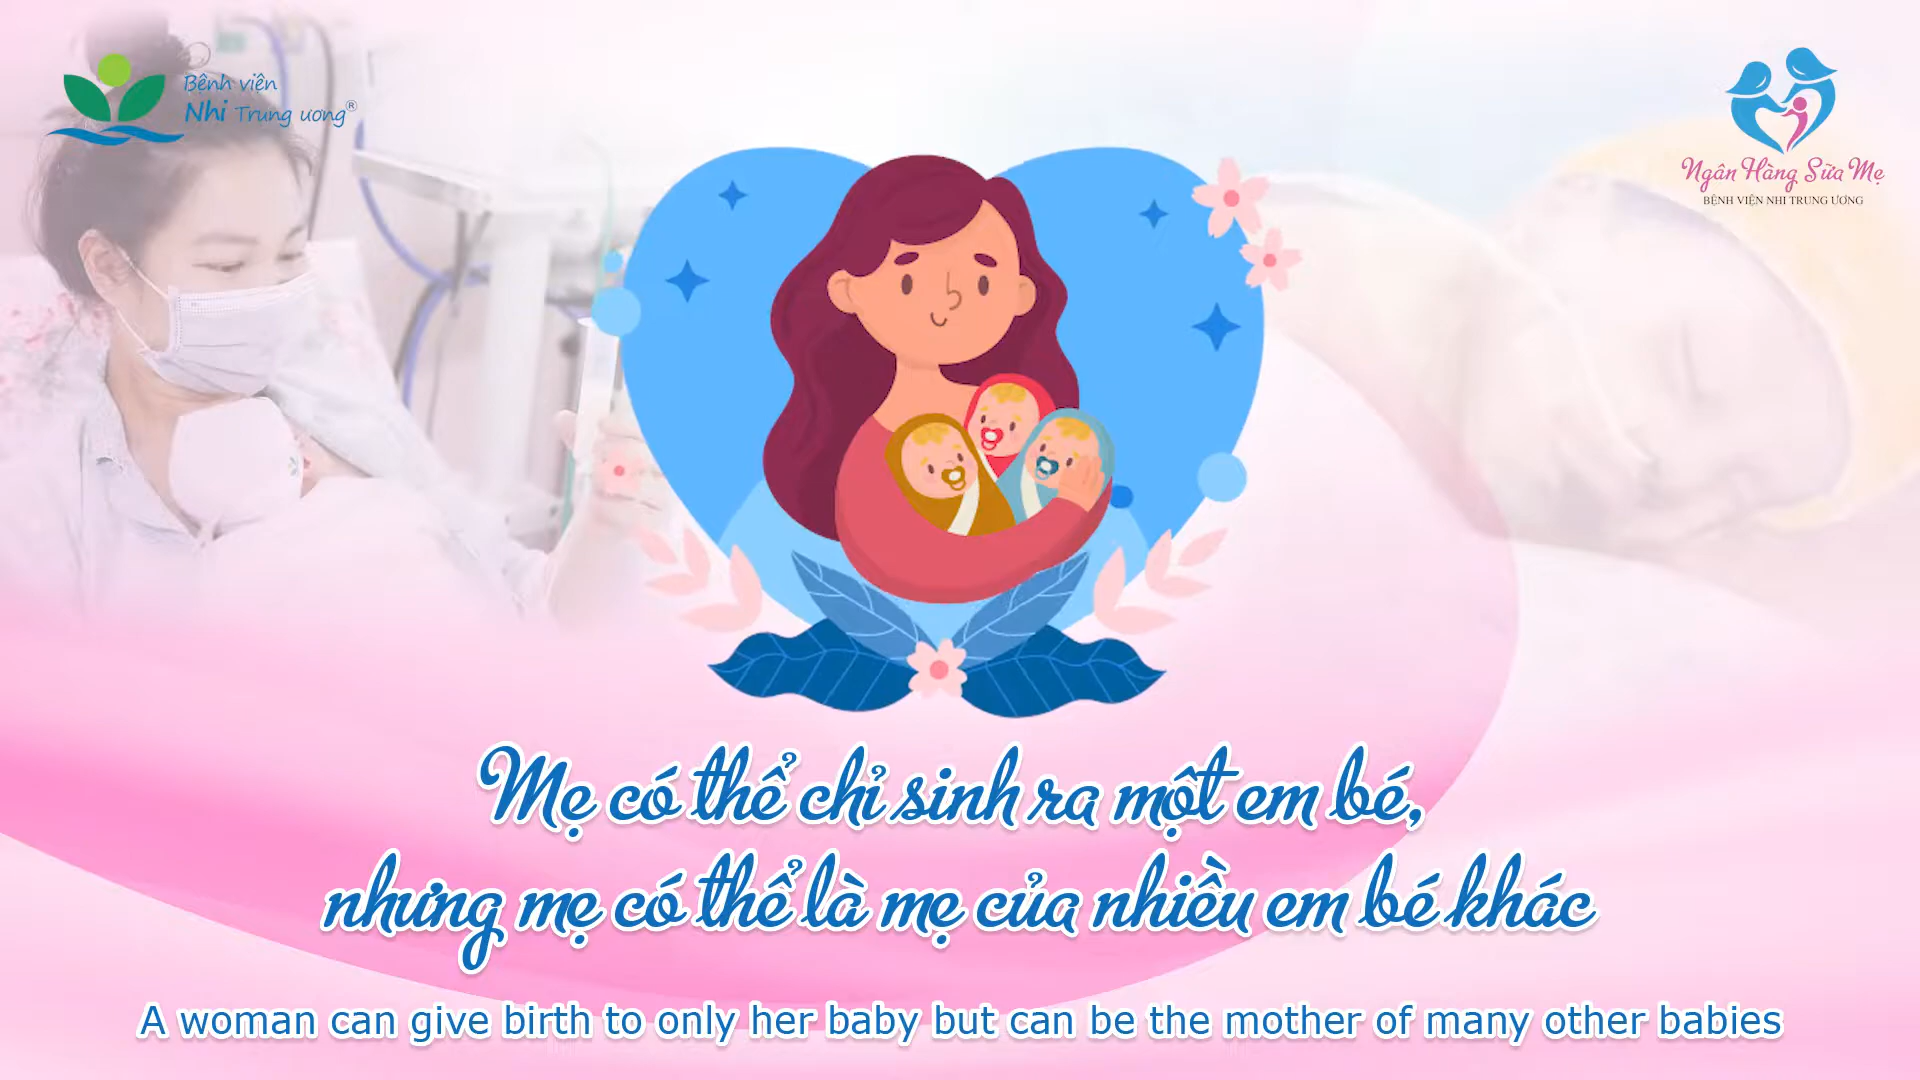 Bệnh viện
Nhi Trung ương®
Ngân Hàng Sữa Mẹ
BỆNH VIỆN NHI TRUNG ƯƠNG
Mẹ có thể chỉ sinh ra một em bé,
nhưng mẹ có thể là mẹ của nhiều em bé khác
A woman can give birth to only her baby but can be the mother of many other babies